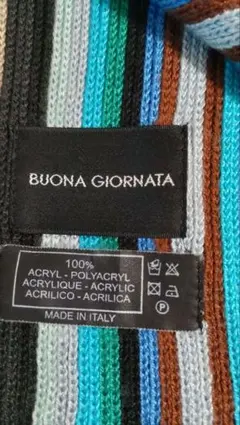 BUONA GIORNATA
100%
ACRYL - POLYACRYL
ACRYLIQUE - ACRYLIC
ACRILICO - ACRILICA
MADE IN ITALY
P